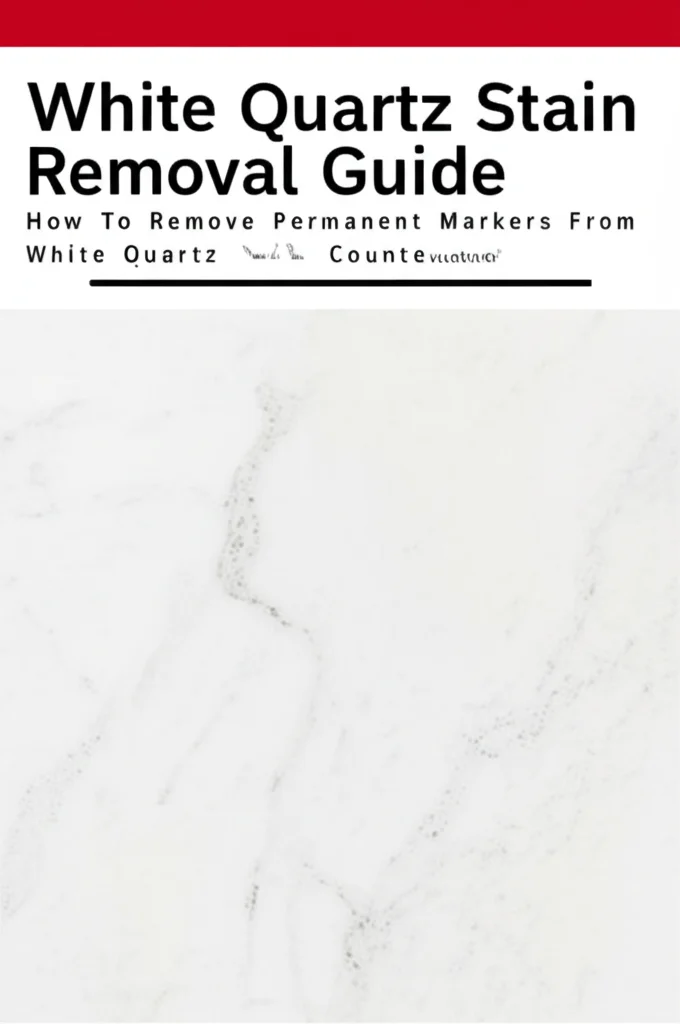 White Quartz Stain
Removal Guide
How To Remove Permanent Markers From
White Quartz